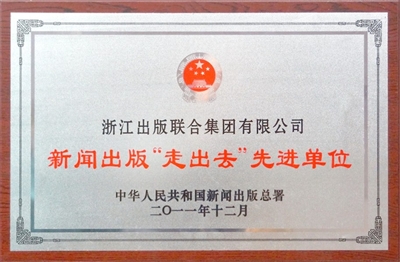 浙江出版联合集团有限公司
新闻出版“走出去”先进单位
中华人民共和国新闻出版总署
二〇一一年十二月